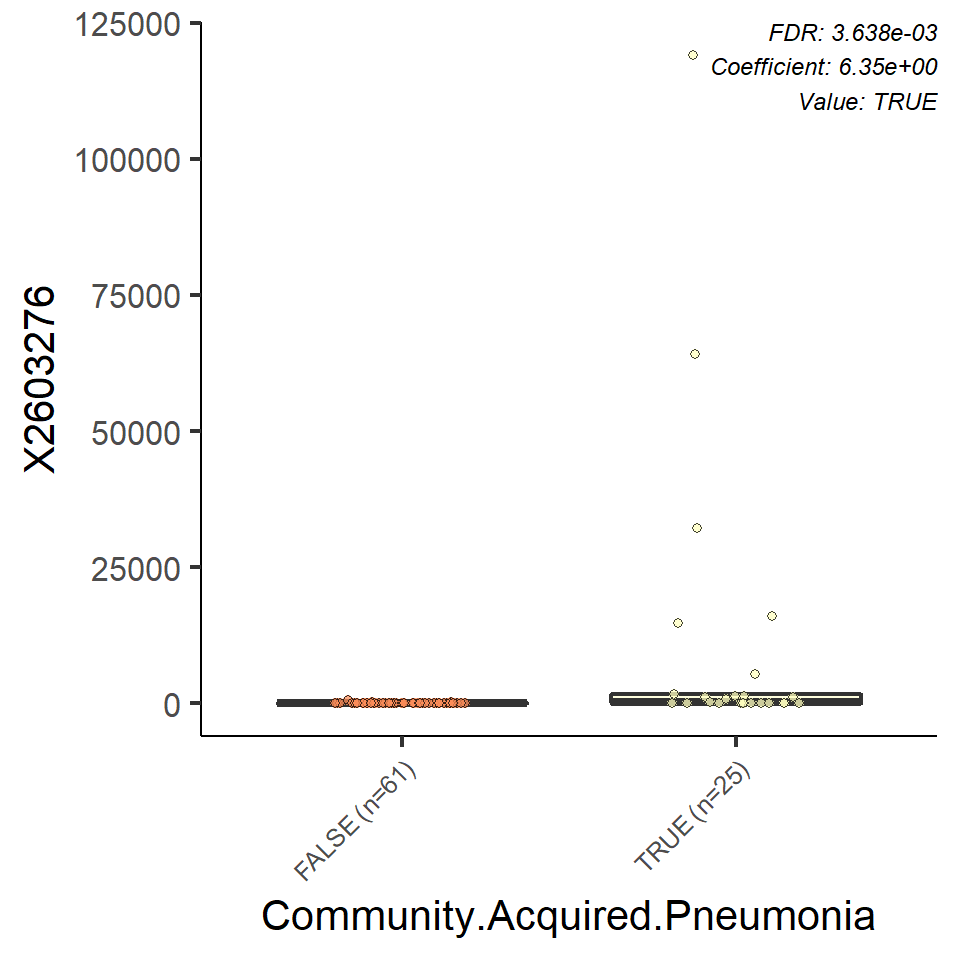 125000
100000
75000
50000
25000
0
X2603276
FDR: 3.638e-03
Coefficient: 6.35e+00
Value: TRUE
FALSE (n=61)
TRUE (n=25)
Community.Acquired.Pneumonia